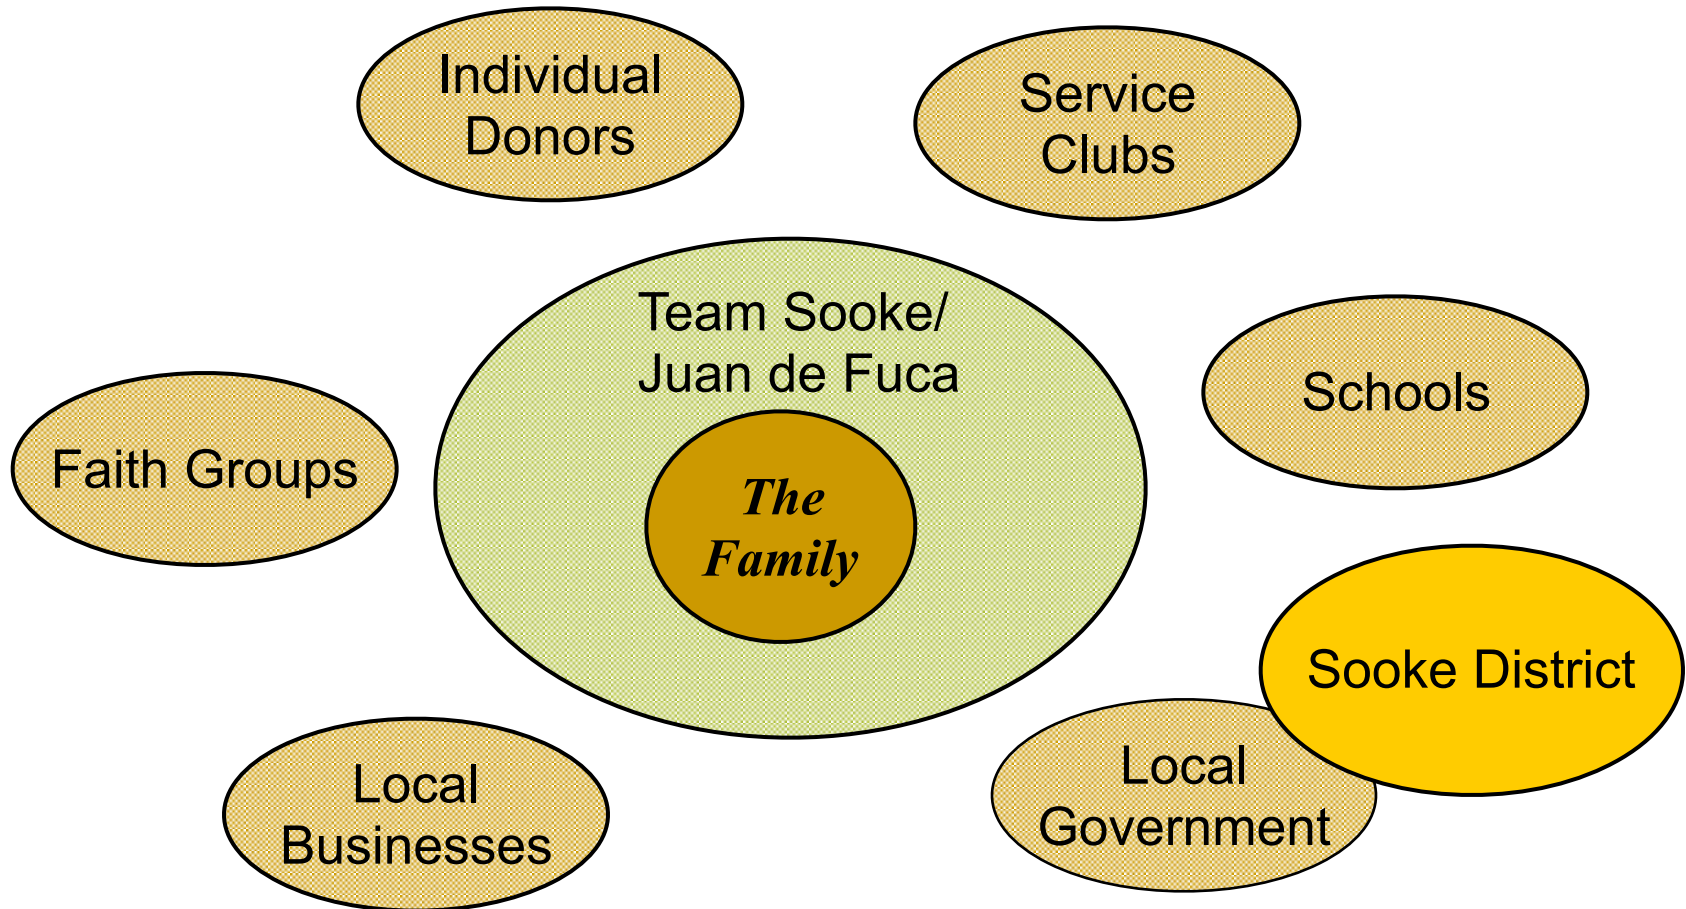 Individual
Donors
Service
Clubs
Team Sooke/
Juan de Fuca
Schools
Faith Groups
The
Family
Sooke District
Local
Government
Local
Businesses